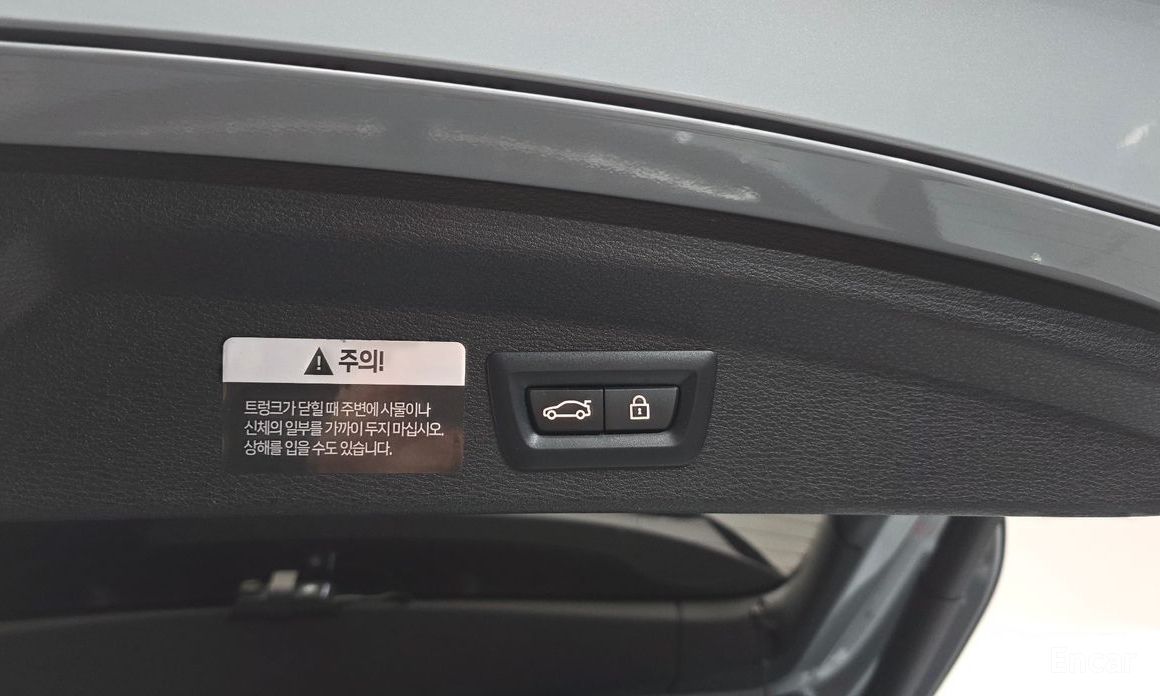 주의!
트렁크가 닫힐 때 주변에 사물이나
신체의 일부를 가까이 두지 마십시오.
상해를 입을 수도 있습니다.
Encar